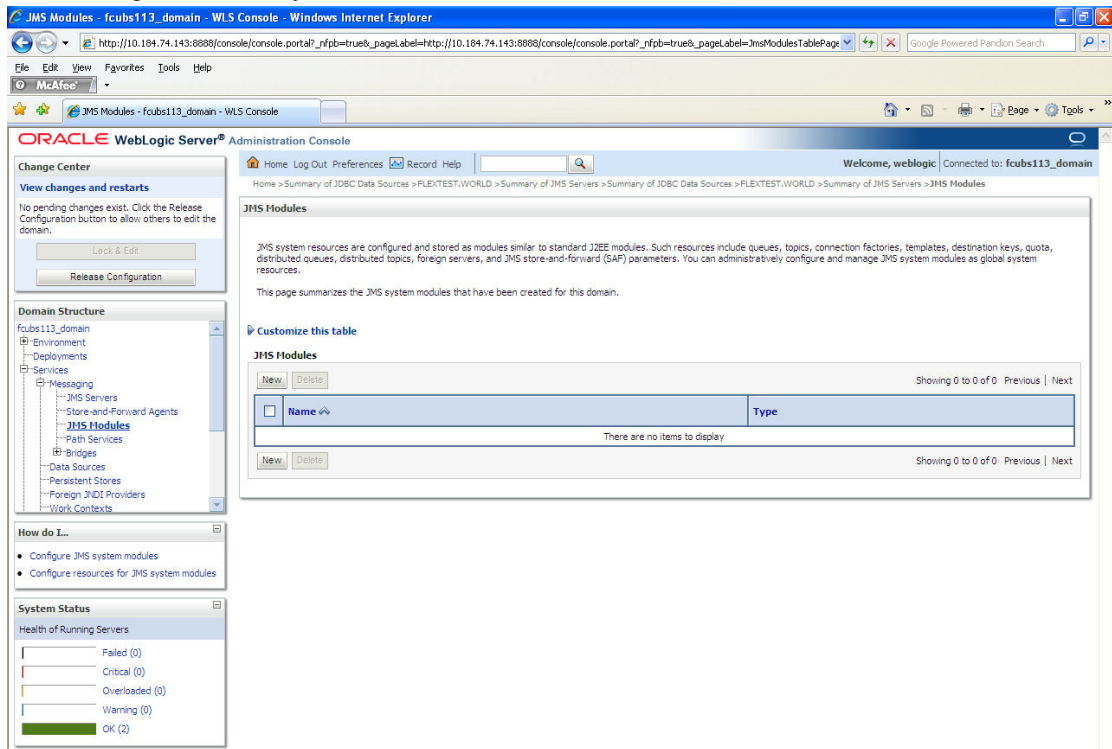 JMS Modules - fcubs113_domain - WLS Console - Windows Internet Explorer
http://10.184.74.143:8888/console/console.portal?_nfpb=true&_pageLabel=http://10.184.74.143:8888/console/console.portal?_nfpb=true&_pageLabel=JmsModulesTablePage
Google Powered Pandion Search
File Edit View Favorites Tools Help
McAfee
JMS Modules - fcubs113_domain - WLS Console
Page Tools »
ORACLE WebLogic Server® Administration Console
Change Center
View changes and restarts
No pending changes exist. Click the Release
Configuration button to allow others to edit the
domain.
Lock & Edit
Release Configuration
Domain Structure
fcubs113_domain
Environment
Deployments
Services
Messaging
JMS Servers
Store-and-Forward Agents
JMS Modules
Path Services
Bridges
Data Sources
Persistent Stores
Foreign JNDI Providers
Work Contexts
How do I...
Configure JMS system modules
Configure resources for JMS system modules
System Status
Health of Running Servers
Failed (0)
Critical (0)
Overloaded (0)
Warning (0)
OK (2)
Home Log Out Preferences Record Help
Welcome, weblogic Connected to: fcubs113_domain
Home >Summary of JDBC Data Sources >FLEXTEST.WORLD >Summary of JMS Servers >Summary of JDBC Data Sources >FLEXTEST.WORLD >Summary of JMS Servers >JMS Modules
JMS Modules
JMS system resources are configured and stored as modules similar to standard J2EE modules. Such resources include queues, topics, connection factories, templates, destination keys, quota,
distributed queues, distributed topics, foreign servers, and JMS store-and-forward (SAF) parameters. You can administratively configure and manage JMS system modules as global system
resources.
This page summarizes the JMS system modules that have been created for this domain.
Customize this table
JMS Modules
New Delete Showing 0 to 0 of 0 Previous | Next
Name Type
There are no items to display
New Delete Showing 0 to 0 of 0 Previous | Next